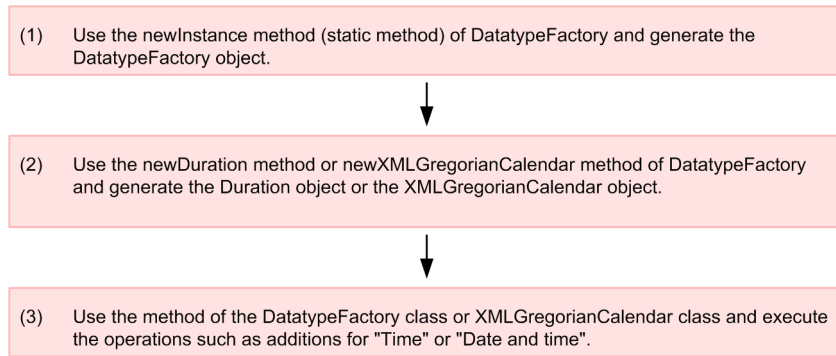 (1) Use the newInstance method (static method) of DatatypeFactory and generate the
DatatypeFactory object.
(2) Use the newDuration method or newXMLGregorianCalendar method of DatatypeFactory
and generate the Duration object or the XMLGregorianCalendar object.
(3) Use the method of the DatatypeFactory class or XMLGregorianCalendar class and execute
the operations such as additions for "Time" or "Date and time".